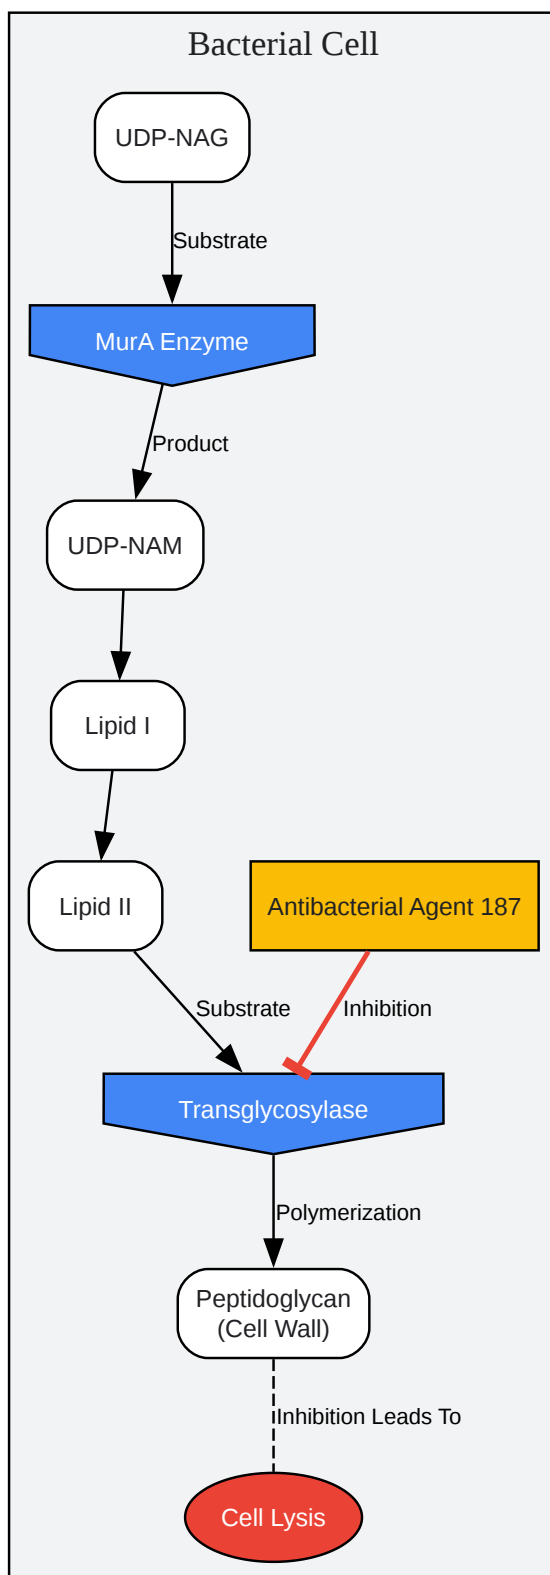 Bacterial Cell
UDP-NAG
Substrate
MurA Enzyme
Product
UDP-NAM
Lipid I
Lipid II
Antibacterial Agent 187
Substrate
Inhibition
Transglycosylase
Polymerization
Peptidoglycan
(Cell Wall)
Inhibition Leads To
Cell Lysis